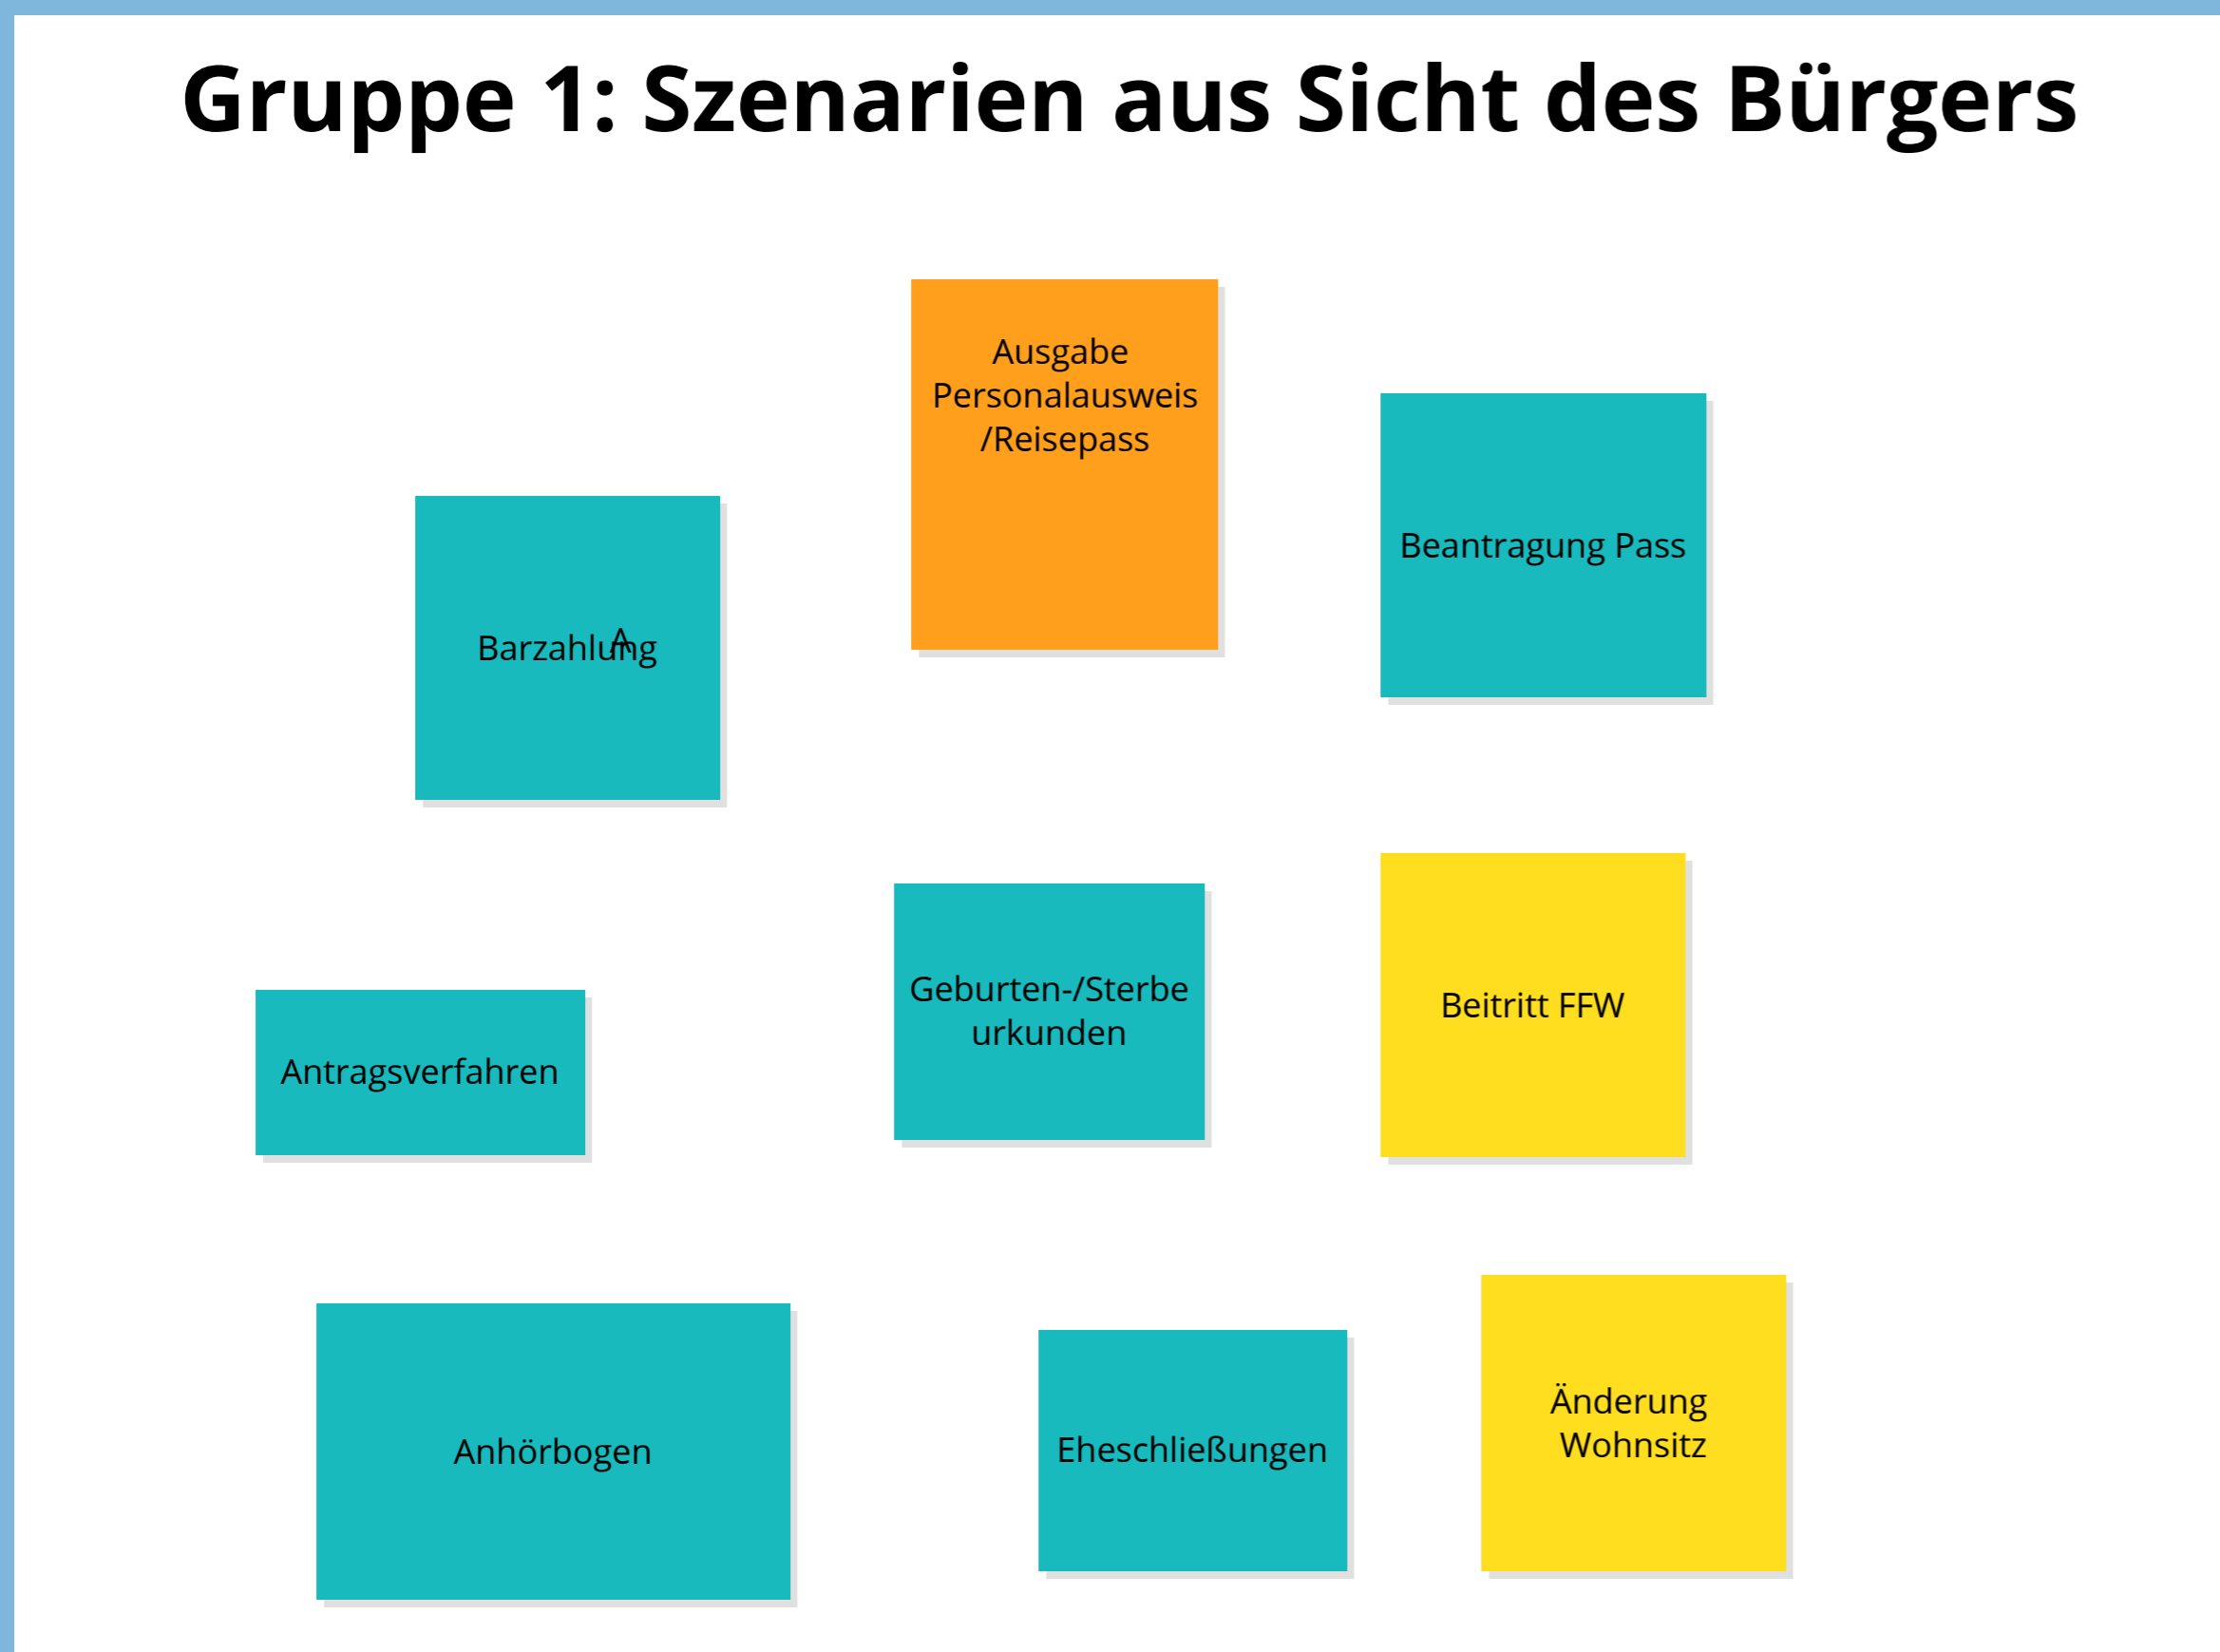 Gruppe 1: Szenarien aus Sicht des Bürgers
Ausgabe
Personalausweis
/Reisepass
Beantragung Pass
Barzahlung
A
Geburten-/Sterbe
urkunden
Beitritt FFW
Antragsverfahren
Anhörbogen
Eheschließungen
Änderung
Wohnsitz